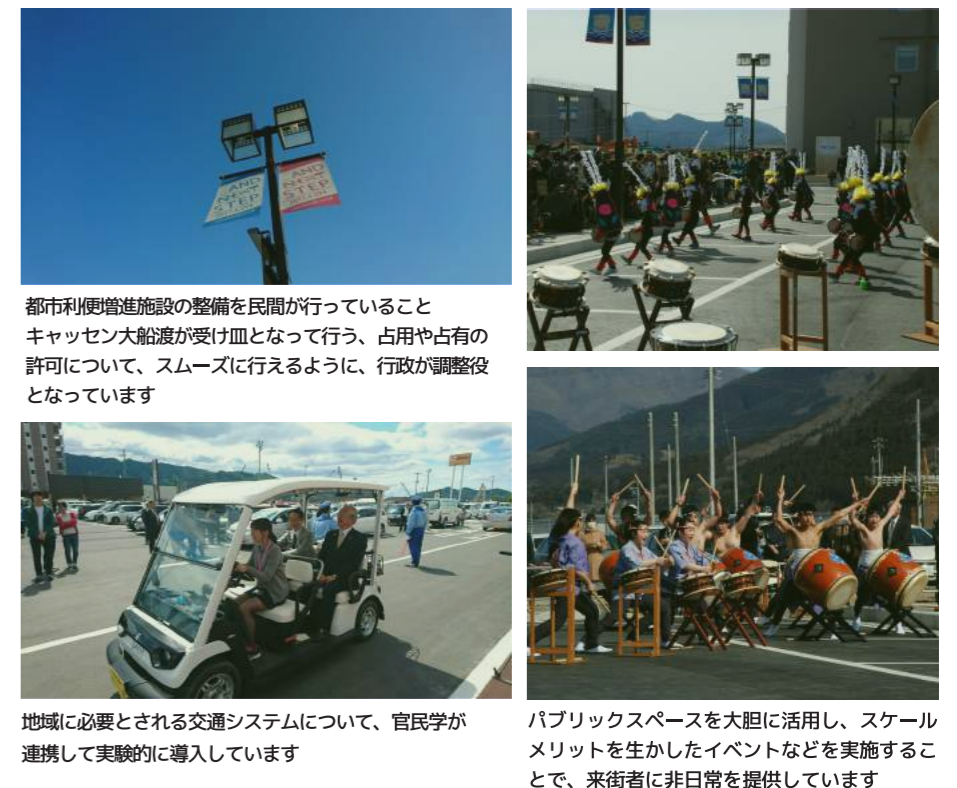 AND
NEXT
STEP
AND
NEXT
STEP
都市利便増進施設の整備を民間が行っていること
キャッセン大船渡が受け皿となって行う、占用や占有の
許可について、スムーズに行えるように、行政が調整役
となっています
地域に必要とされる交通システムについて、官民学が
連携して実験的に導入しています
パブリックスペースを大胆に活用し、スケール
メリットを生かしたイベントなどを実施するこ
とで、来街者に非日常を提供しています